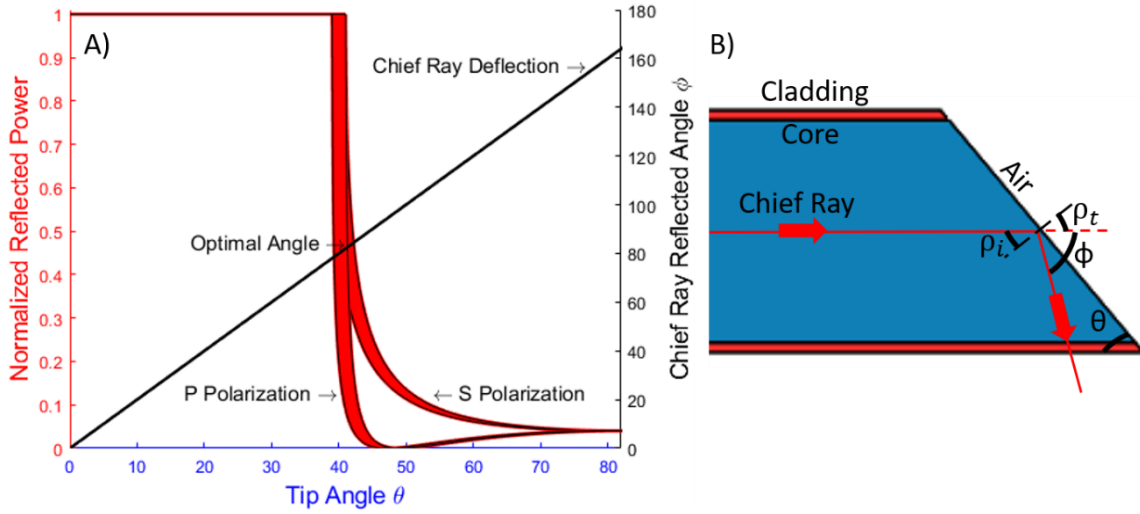 A)
Normalized Reflected Power
1
0.9
0.8
0.7
0.6
0.5
0.4
0.3
0.2
0.1
0
Chief Ray Deflection →
Optimal Angle →
P Polarization →
← S Polarization
0 10 20 30 40 50 60 70 80
Tip Angle θ
180
160
140
120
100
80
60
40
20
0
Chief Ray Reflected Angle ϕ
B)
Cladding
Core
Air
Chief Ray
ρt
ρi
ϕ
θ